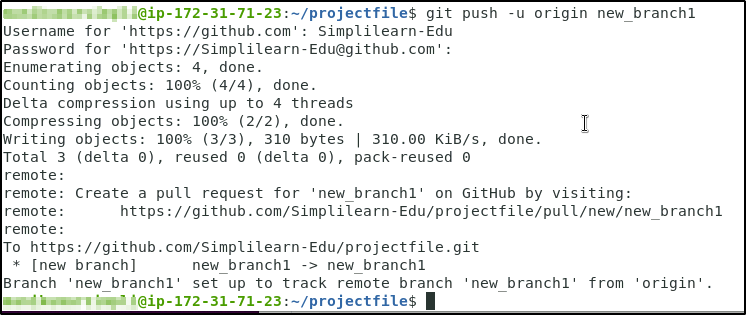 @ip-172-31-71-23:~/projectfile$ git push -u origin new_branch1
Username for 'https://github.com': Simplilearn-Edu
Password for 'https://Simplilearn-Edu@github.com':
Enumerating objects: 4, done.
Counting objects: 100% (4/4), done.
Delta compression using up to 4 threads
Compressing objects: 100% (2/2), done.
Writing objects: 100% (3/3), 310 bytes | 310.00 KiB/s, done.
Total 3 (delta 0), reused 0 (delta 0), pack-reused 0
remote:
remote: Create a pull request for 'new_branch1' on GitHub by visiting:
remote:      https://github.com/Simplilearn-Edu/projectfile/pull/new/new_branch1
remote:
To https://github.com/Simplilearn-Edu/projectfile.git
 * [new branch]      new_branch1 -> new_branch1
Branch 'new_branch1' set up to track remote branch 'new_branch1' from 'origin'.
@ip-172-31-71-23:~/projectfile$